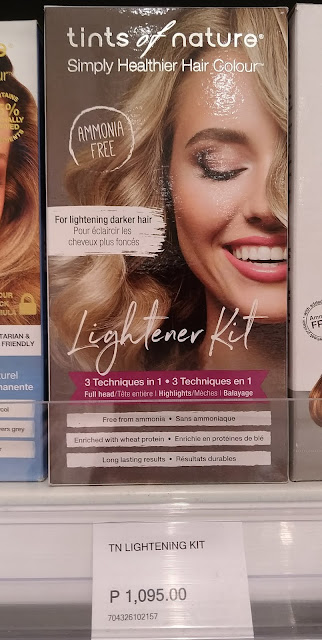 tints of nature®
Simply Healthier Hair Colour™
AMMONIA
FREE
For lightening darker hair
Pour éclaircir les
cheveux plus foncés
Lightener Kit
3 Techniques in 1 • 3 Techniques en 1
Full head/Tête entière | Highlights/Mèches | Balayage
Free from ammonia • Sans ammoniaque
Enriched with wheat protein • Enrichie en protéines de blé
Long lasting results • Résultats durables
TN LIGHTENING KIT
P 1,095.00
704326102157